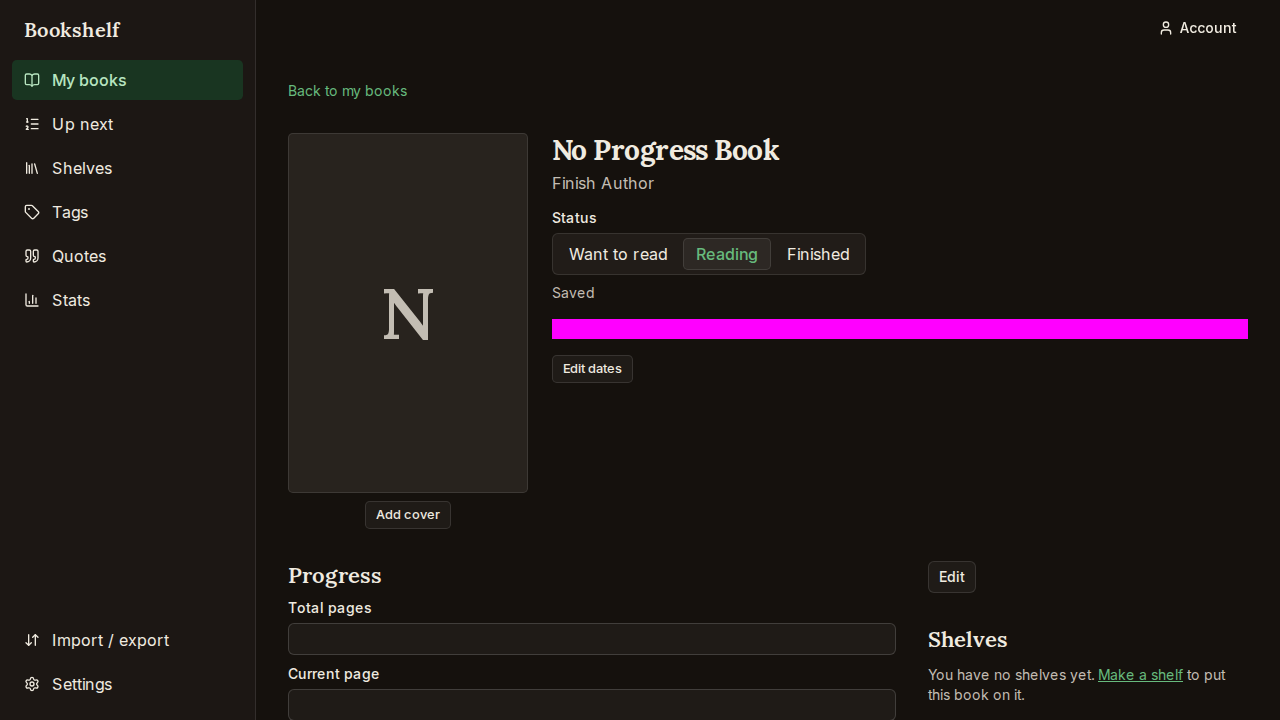 Bookshelf
My books
Up next
Shelves
Tags
Quotes
Stats
Import / export
Settings
Account
Back to my books
N
Add cover
No Progress Book
Finish Author
Status
Want to read
Reading
Finished
Saved
Edit dates
Progress
Total pages
Current page
Edit
Shelves
You have no shelves yet. Make a shelf to put
this book on it.